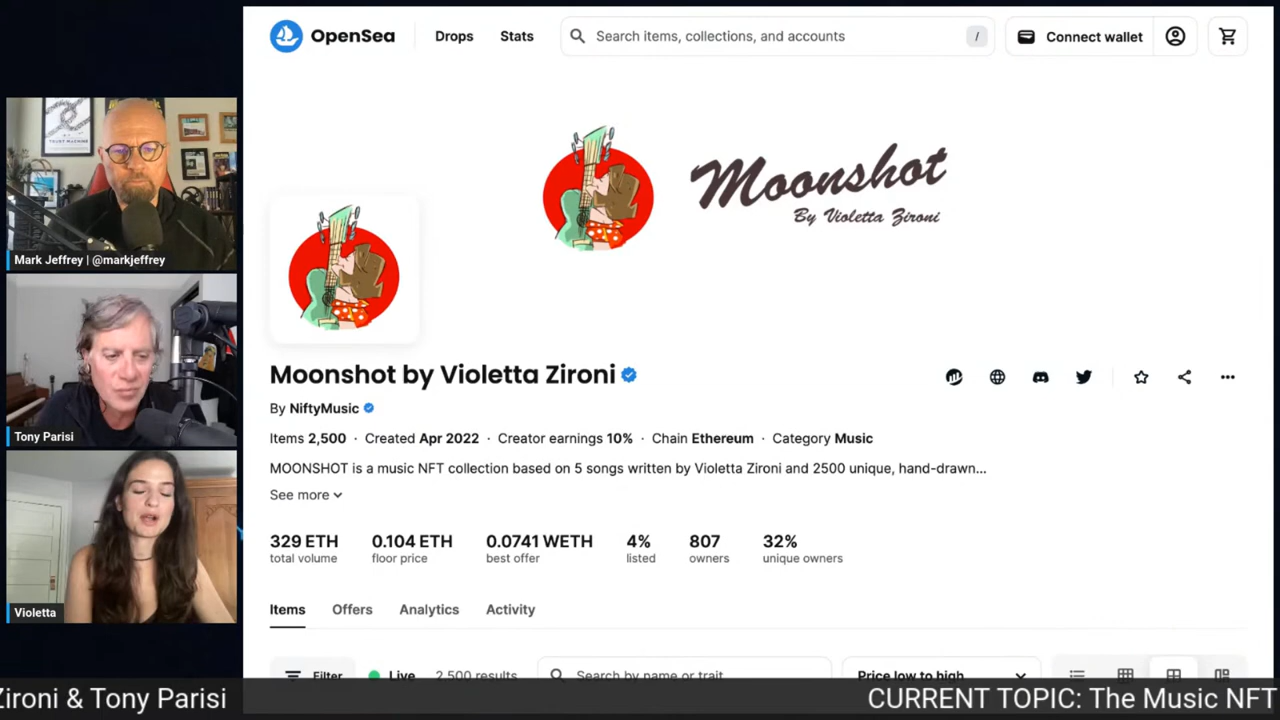 OpenSea
Drops
Stats
Search items, collections, and accounts
/
Connect wallet
Moonshot
By Violetta Zironi
TRUST MACHINE
Mark Jeffrey | @markjeffrey
Tony Parisi
Violetta
Moonshot by Violetta Zironi
By NiftyMusic
Items 2,500 · Created Apr 2022 · Creator earnings 10% · Chain Ethereum · Category Music
MOONSHOT is a music NFT collection based on 5 songs written by Violetta Zironi and 2500 unique, hand-drawn...
See more
329 ETH
total volume
0.104 ETH
floor price
0.0741 WETH
best offer
4%
listed
807
owners
32%
unique owners
Items
Offers
Analytics
Activity
Filter
Live
2,500 results
Search by name or trait
Price low to high
Zironi & Tony Parisi
CURRENT TOPIC: The Music NFT